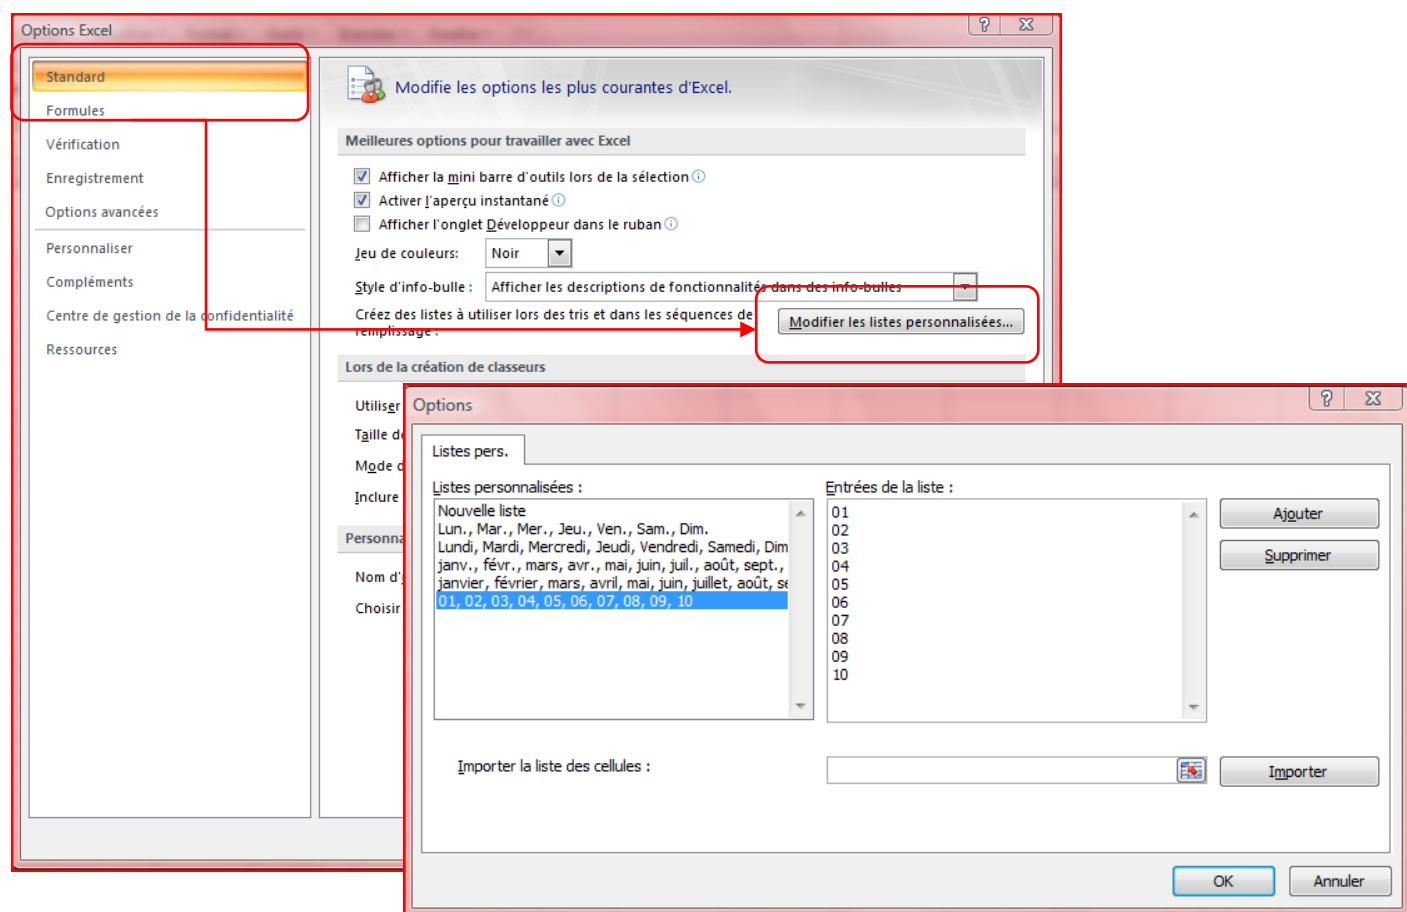 Options Excel
Standard
Formules
Vérification
Enregistrement
Options avancées
Personnaliser
Compléments
Centre de gestion de la confidentialité
Ressources
Modifie les options les plus courantes d'Excel.
Meilleures options pour travailler avec Excel
Afficher la mini barre d'outils lors de la sélection
Activer l'aperçu instantané
Afficher l'onglet Développeur dans le ruban
Jeu de couleurs: Noir
Style d'info-bulle : Afficher les descriptions de fonctionnalités dans des info-bulles
Créez des listes à utiliser lors des tris et dans les séquences de
remplissage :
Modifier les listes personnalisées...
Lors de la création de classeurs
Utiliser
Taille de
Mode d
Inclure
Personna
Nom d'
Choisir
Options
Listes pers.
Listes personnalisées :
Nouvelle liste
Lun., Mar., Mer., Jeu., Ven., Sam., Dim.
Lundi, Mardi, Mercredi, Jeudi, Vendredi, Samedi, Dim
janv., févr., mars, avr., mai, juin, juil., août, sept.,
janvier, février, mars, avril, mai, juin, juillet, août, se
01, 02, 03, 04, 05, 06, 07, 08, 09, 10
Entrées de la liste :
01
02
03
04
05
06
07
08
09
10
Ajouter
Supprimer
Importer la liste des cellules :
Importer
OK
Annuler